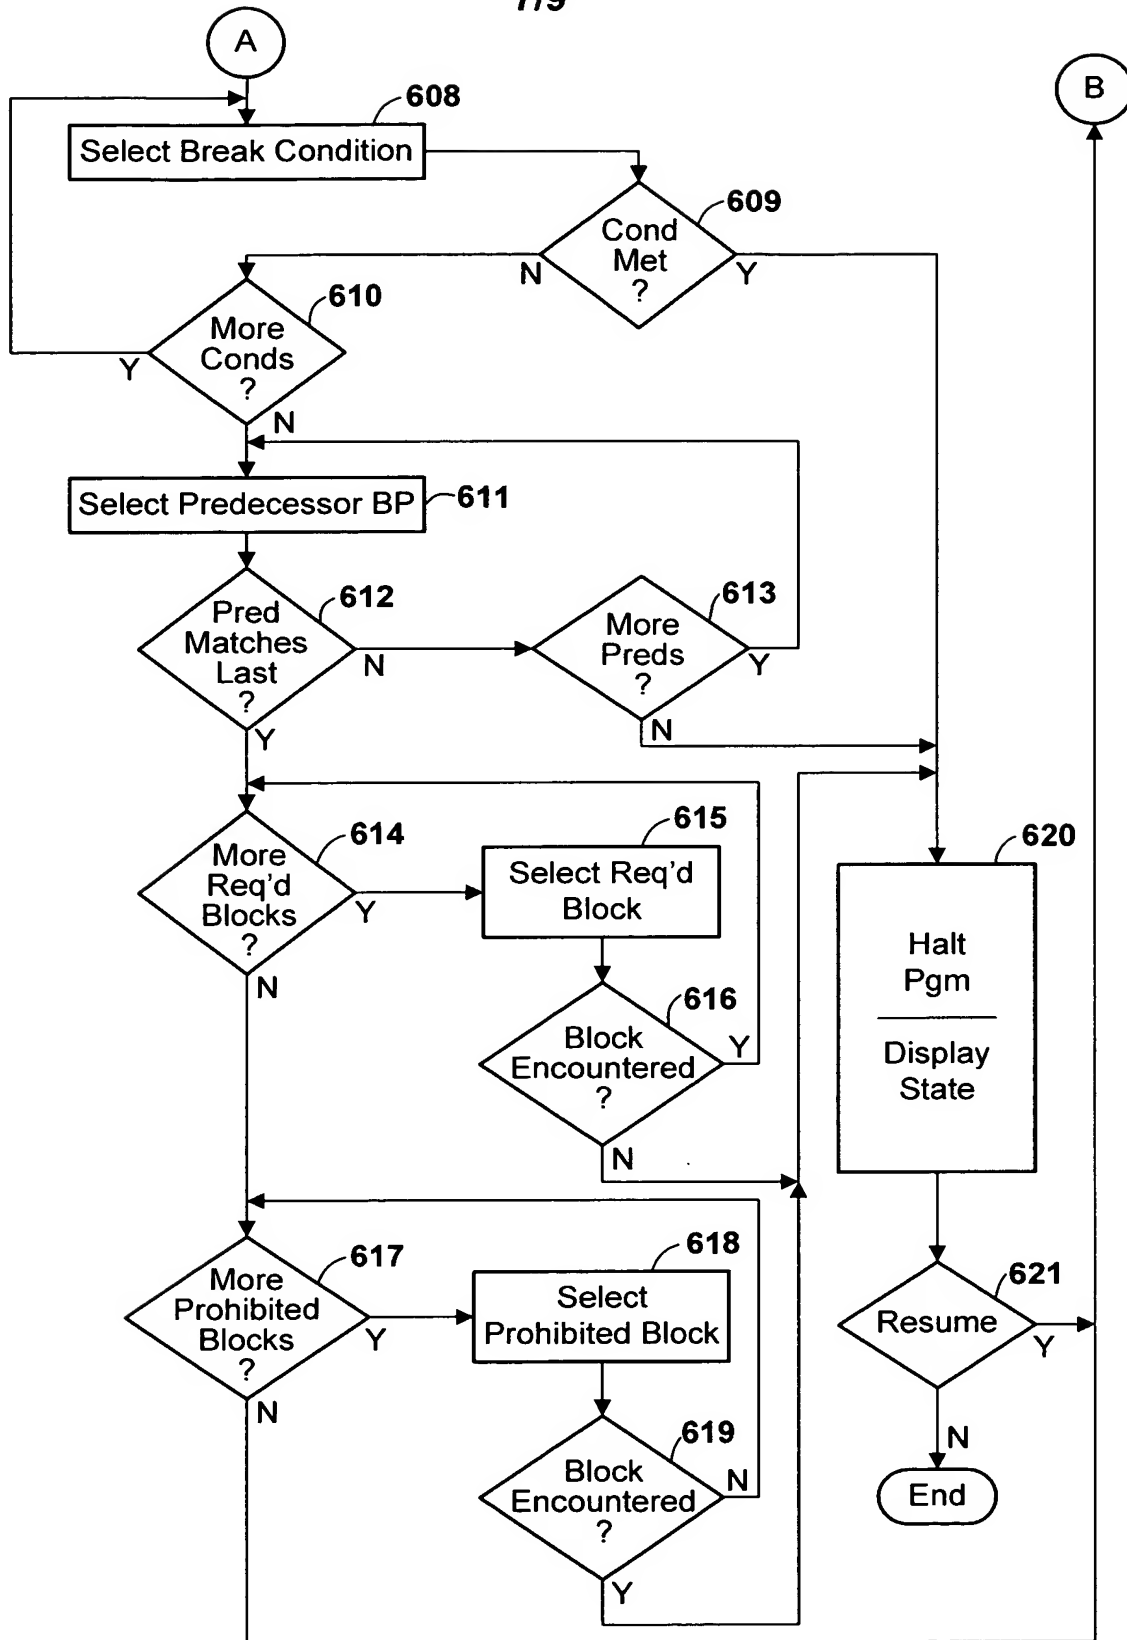 7/9
A
B
608
Select Break Condition
609
Cond
Met
?
N
Y
610
More
Conds
?
Y
N
Select Predecessor BP
611
612
Pred
Matches
Last
?
N
Y
613
More
Preds
?
Y
N
614
More
Req'd
Blocks
?
Y
N
615
Select Req'd
Block
616
Block
Encountered
?
Y
N
617
More
Prohibited
Blocks
?
Y
N
618
Select
Prohibited Block
619
Block
Encountered
?
N
Y
620
Halt
Pgm
Display
State
621
Resume
Y
N
End